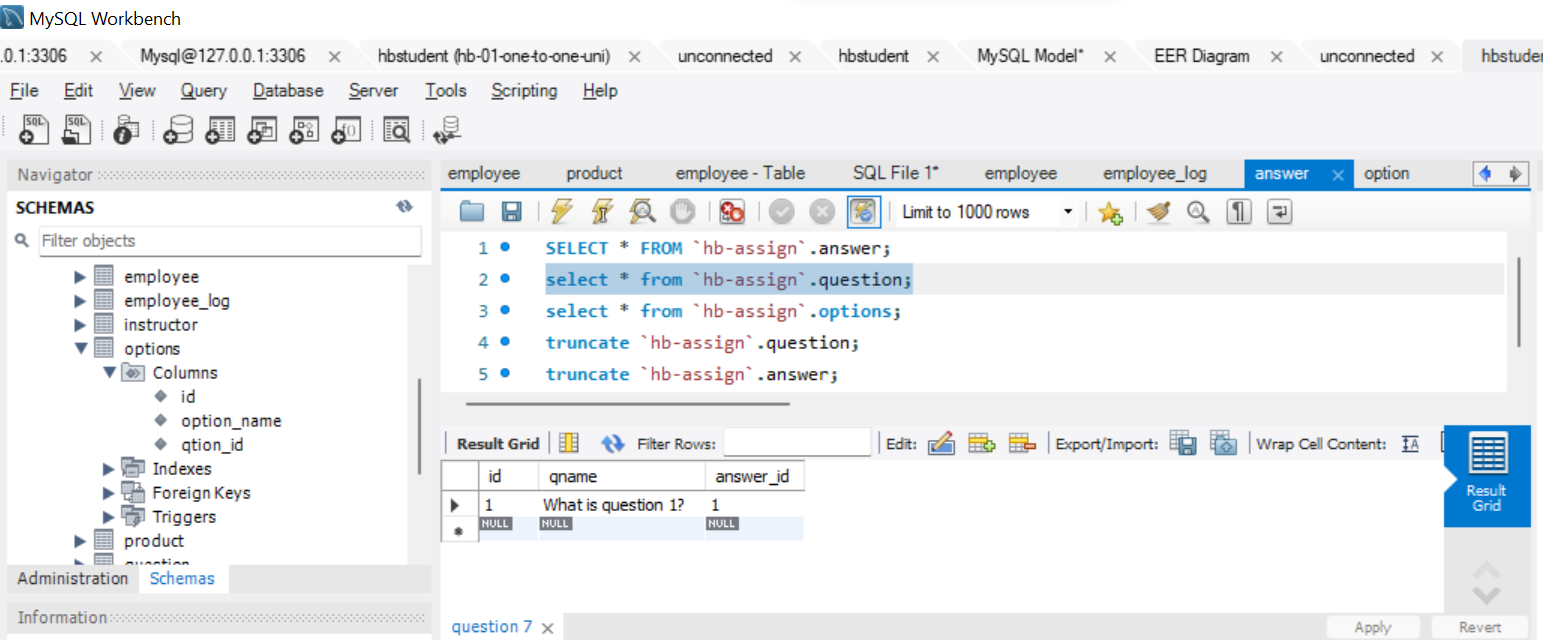 MySQL Workbench
.0.1:3306 Mysql@127.0.0.1:3306 hbstudent (hb-01-one-to-one-uni) unconnected hbstudent MySQL Model* EER Diagram unconnected hbstuden
File Edit View Query Database Server Tools Scripting Help
SQL SQL
Navigator
SCHEMAS
Filter objects
employee
employee_log
instructor
options
Columns
id
option_name
qtion_id
Indexes
Foreign Keys
Triggers
product
question
Administration Schemas
Information
employee product employee - Table SQL File 1* employee employee_log answer option
Limit to 1000 rows
1 SELECT * FROM `hb-assign`.answer;
2 select * from `hb-assign`.question;
3 select * from `hb-assign`.options;
4 truncate `hb-assign`.question;
5 truncate `hb-assign`.answer;
Result Grid Filter Rows: Edit: Export/Import: Wrap Cell Content:
id qname answer_id
1 What is question 1? 1
NULL NULL NULL
Result
Grid
question 7
Apply Revert